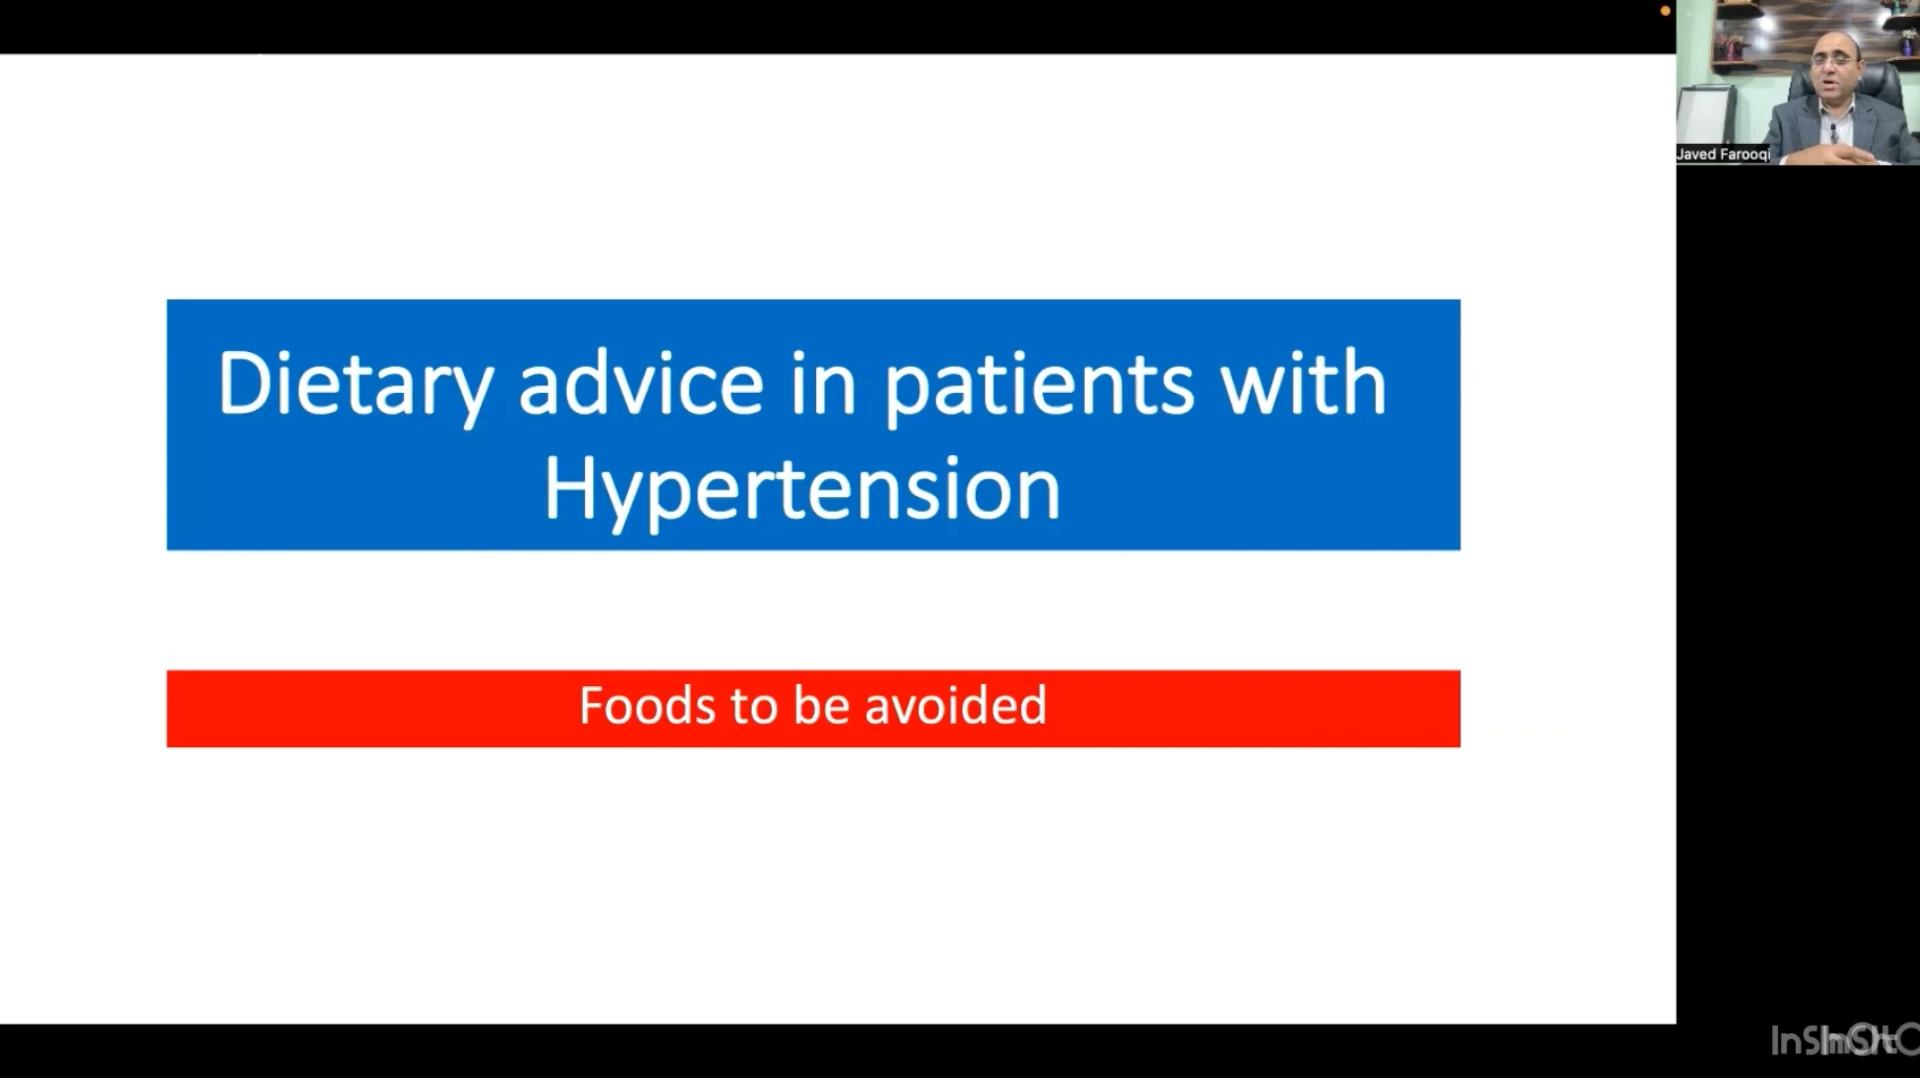 Dietary advice in patients with
Hypertension
Foods to be avoided
Javed Farooqi